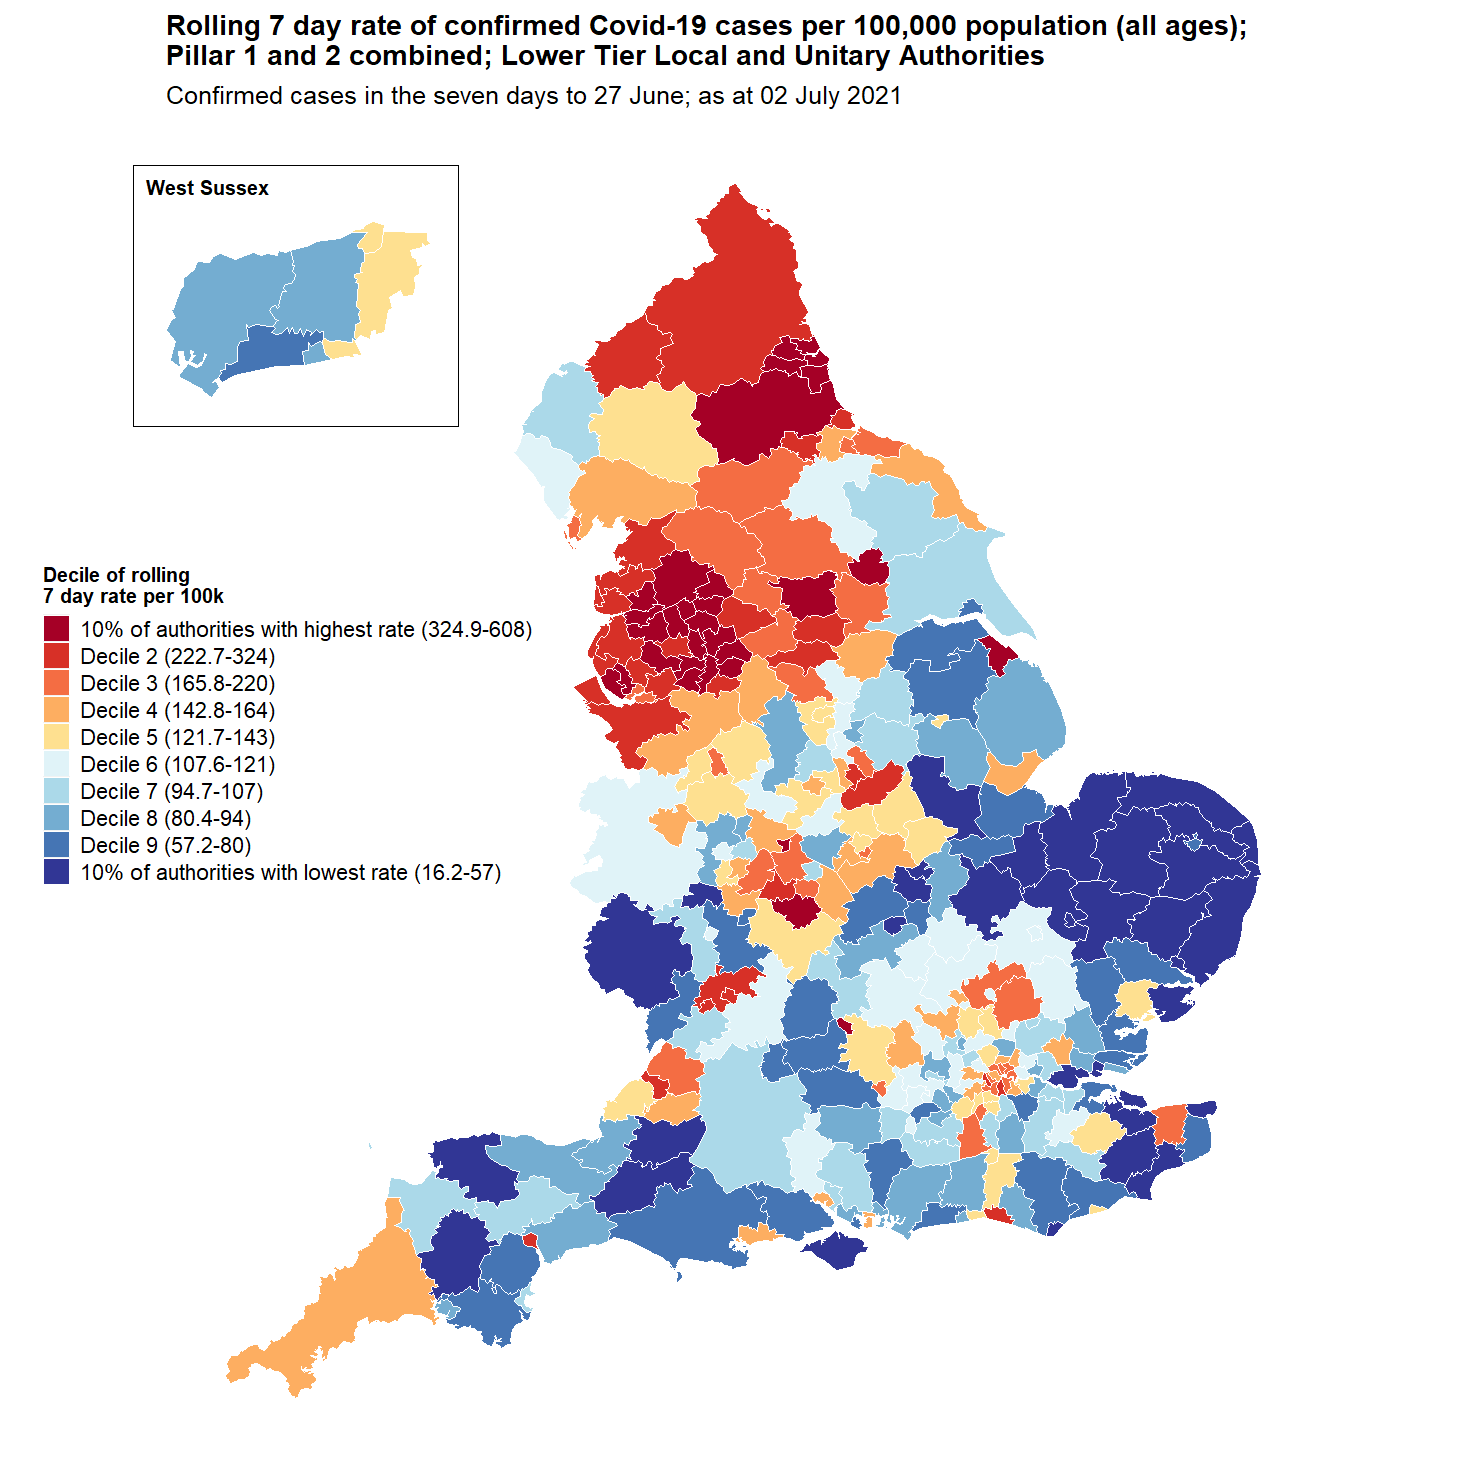 Rolling 7 day rate of confirmed Covid-19 cases per 100,000 population (all ages);
Pillar 1 and 2 combined; Lower Tier Local and Unitary Authorities
Confirmed cases in the seven days to 27 June; as at 02 July 2021
West Sussex
Decile of rolling
7 day rate per 100k
10% of authorities with highest rate (324.9-608)
Decile 2 (222.7-324)
Decile 3 (165.8-220)
Decile 4 (142.8-164)
Decile 5 (121.7-143)
Decile 6 (107.6-121)
Decile 7 (94.7-107)
Decile 8 (80.4-94)
Decile 9 (57.2-80)
10% of authorities with lowest rate (16.2-57)